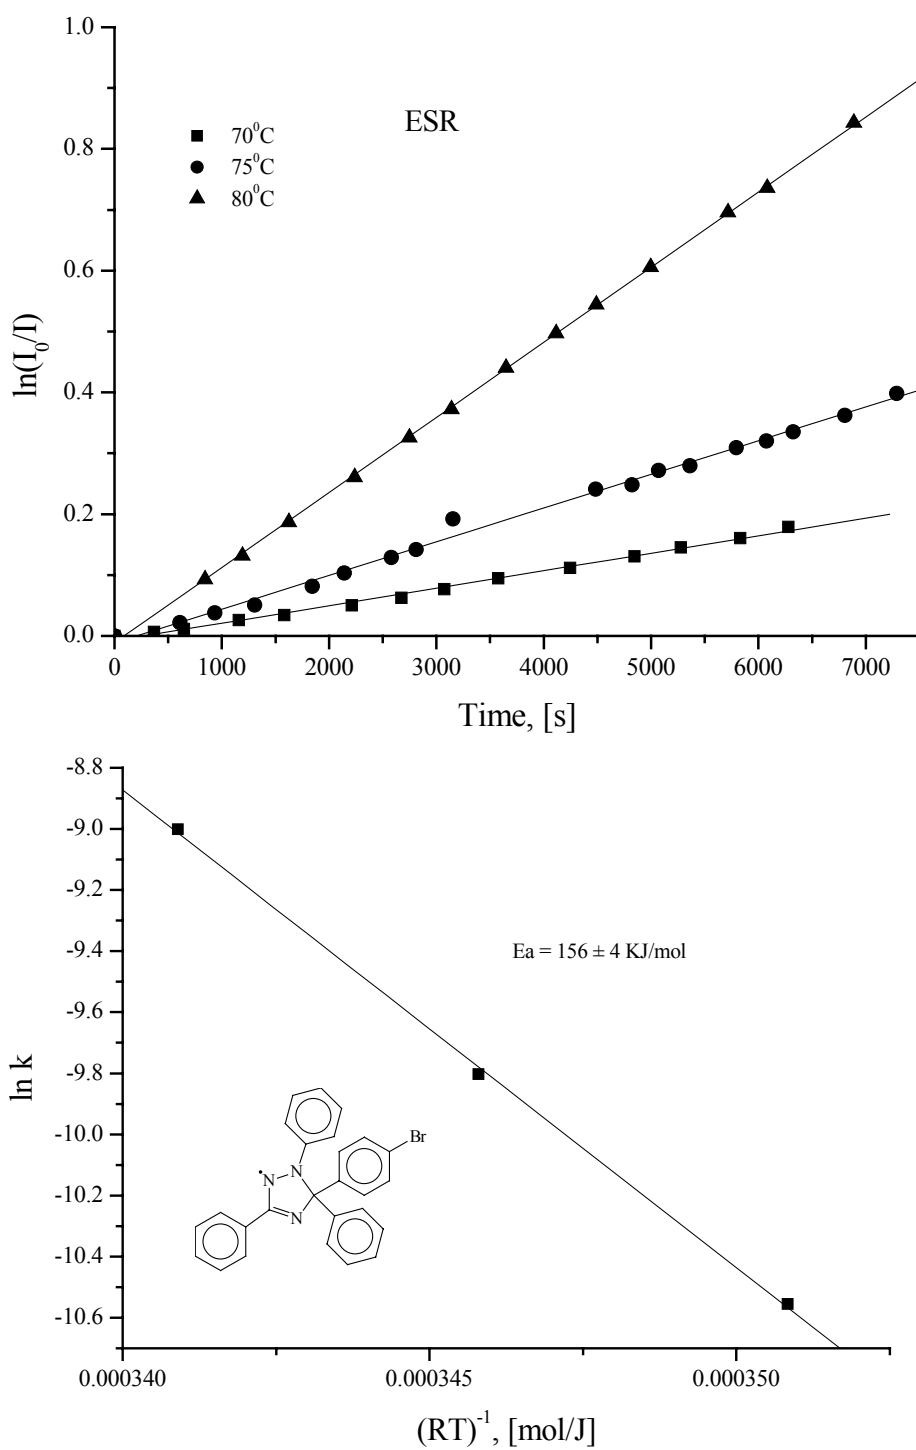 1.0
0.8
0.6
0.4
0.2
0.0
ln(I₀/I)
ESR
70⁰C
75⁰C
80⁰C
0 1000 2000 3000 4000 5000 6000 7000
Time, [s]
-8.8
-9.0
-9.2
-9.4
-9.6
-9.8
-10.0
-10.2
-10.4
-10.6
ln k
Ea = 156 ± 4 KJ/mol
Br
N
N
N
0.000340 0.000345 0.000350
(RT)⁻¹, [mol/J]